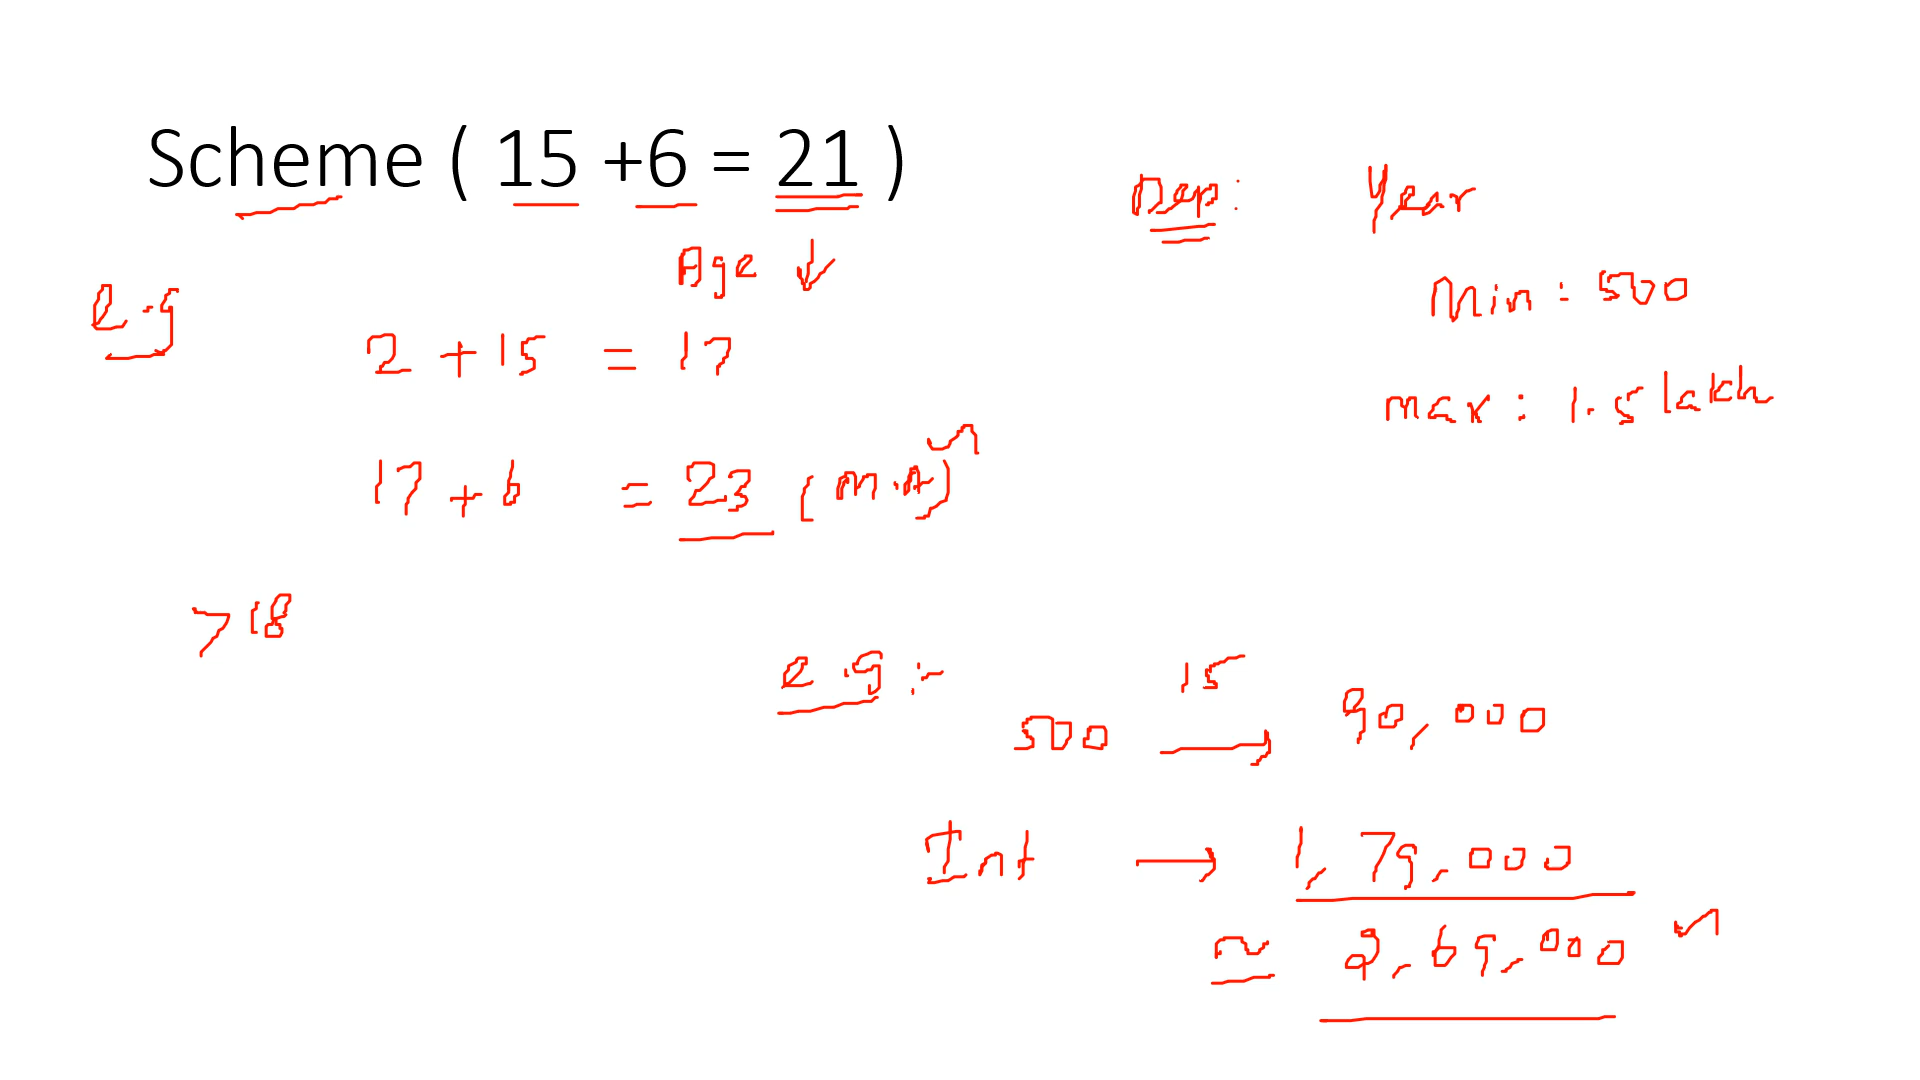 Scheme ( 15 +6 = 21 )
Age ↓
e.g
2 + 15 = 17
17 + 6 = 23 (M.A)
>18
Dep: Year
Min: 500
max: 1.5 lakh
e.g :-
500 15 → 90,000
Int → 1,79,000
≃ 2,69,000